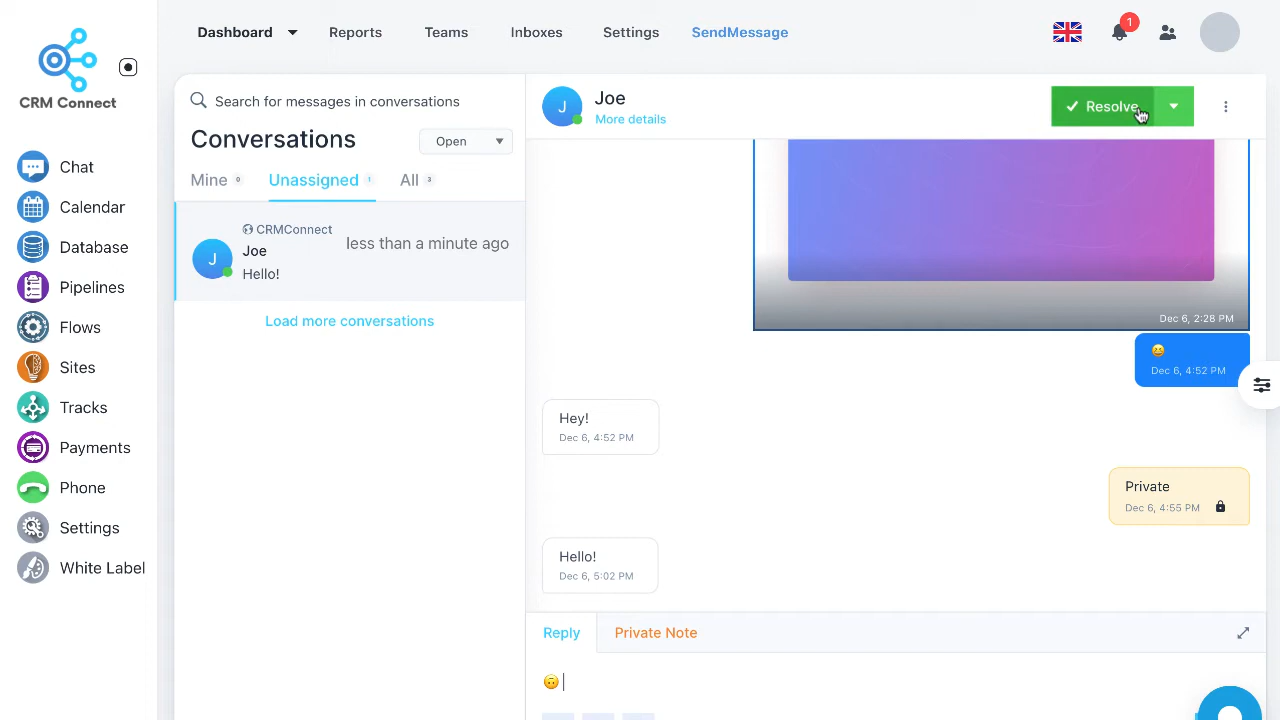 CRM Connect
Dashboard
Reports
Teams
Inboxes
Settings
SendMessage
1
Chat
Calendar
Database
Pipelines
Flows
Sites
Tracks
Payments
Phone
Settings
White Label
Search for messages in conversations
Conversations
Open
Mine 0
Unassigned 1
All 3
CRMConnect
less than a minute ago
J
Joe
Hello!
Load more conversations
J
Joe
More details
Resolve
Dec 6, 2:28 PM
😆
Dec 6, 4:52 PM
Hey!
Dec 6, 4:52 PM
Private
Dec 6, 4:55 PM
Hello!
Dec 6, 5:02 PM
Reply
Private Note
🙃